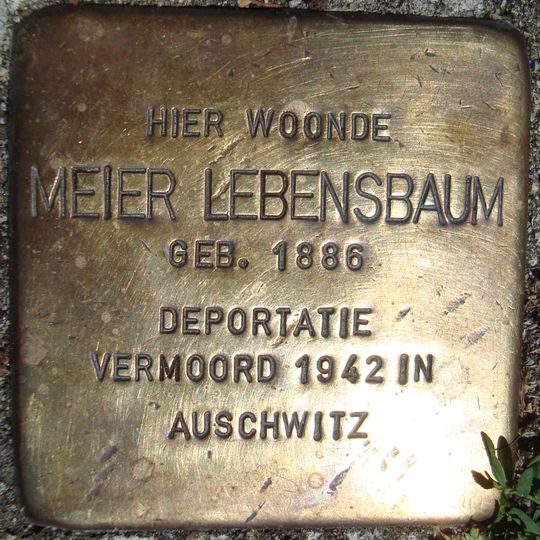 HIER WOONDE
MEIER LEBENSBAUM
GEB. 1886
DEPORTATIE
VERMOORD 1942 IN
AUSCHWITZ